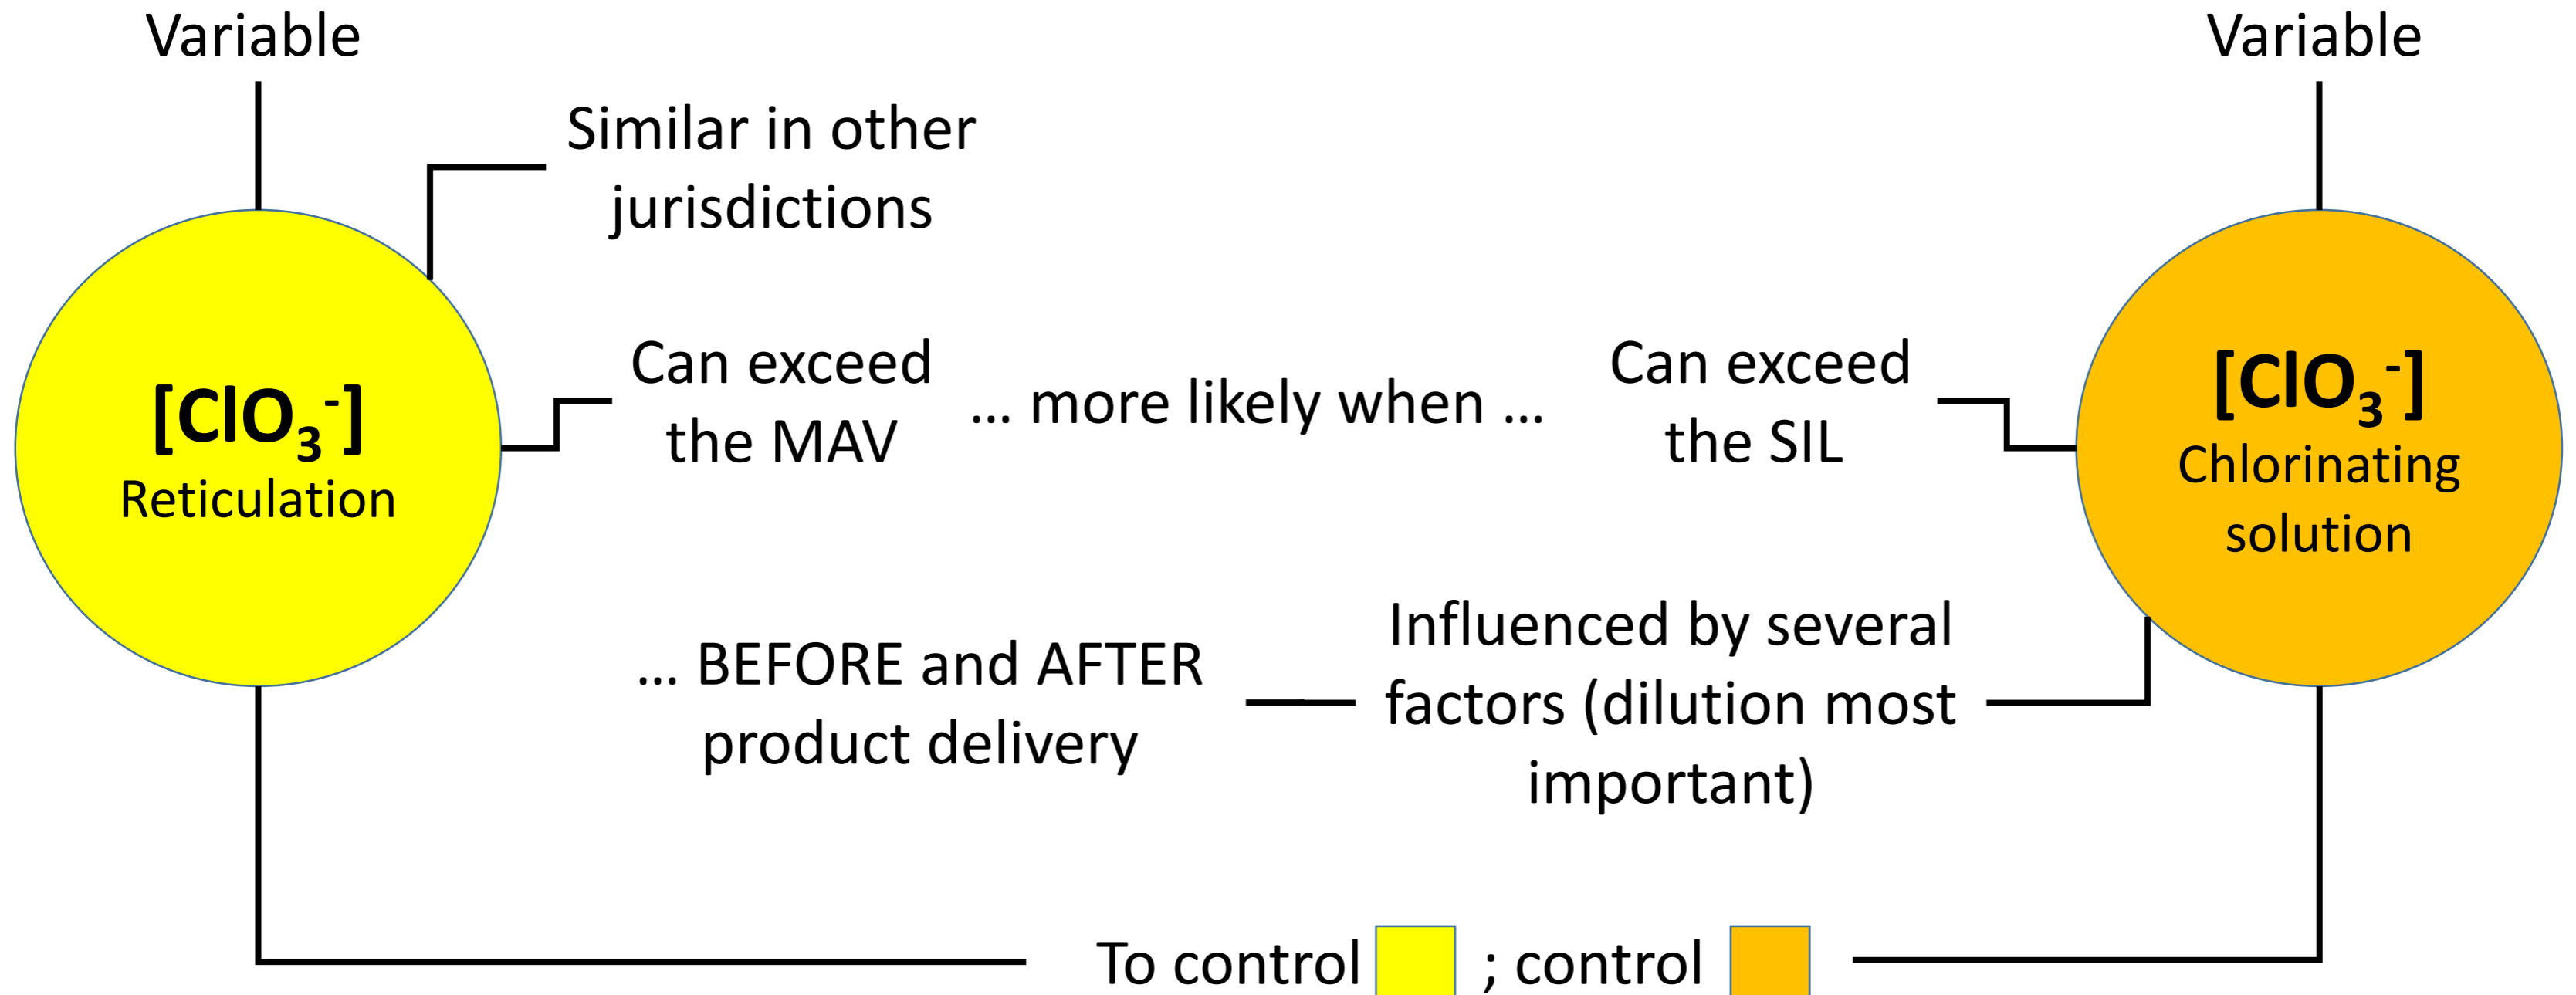 Variable
Variable
Similar in other
jurisdictions
[ClO₃⁻]
Reticulation
Can exceed
the MAV
... more likely when ...
Can exceed
the SIL
[ClO₃⁻]
Chlorinating
solution
... BEFORE and AFTER
product delivery
Influenced by several
factors (dilution most
important)
To control ; control